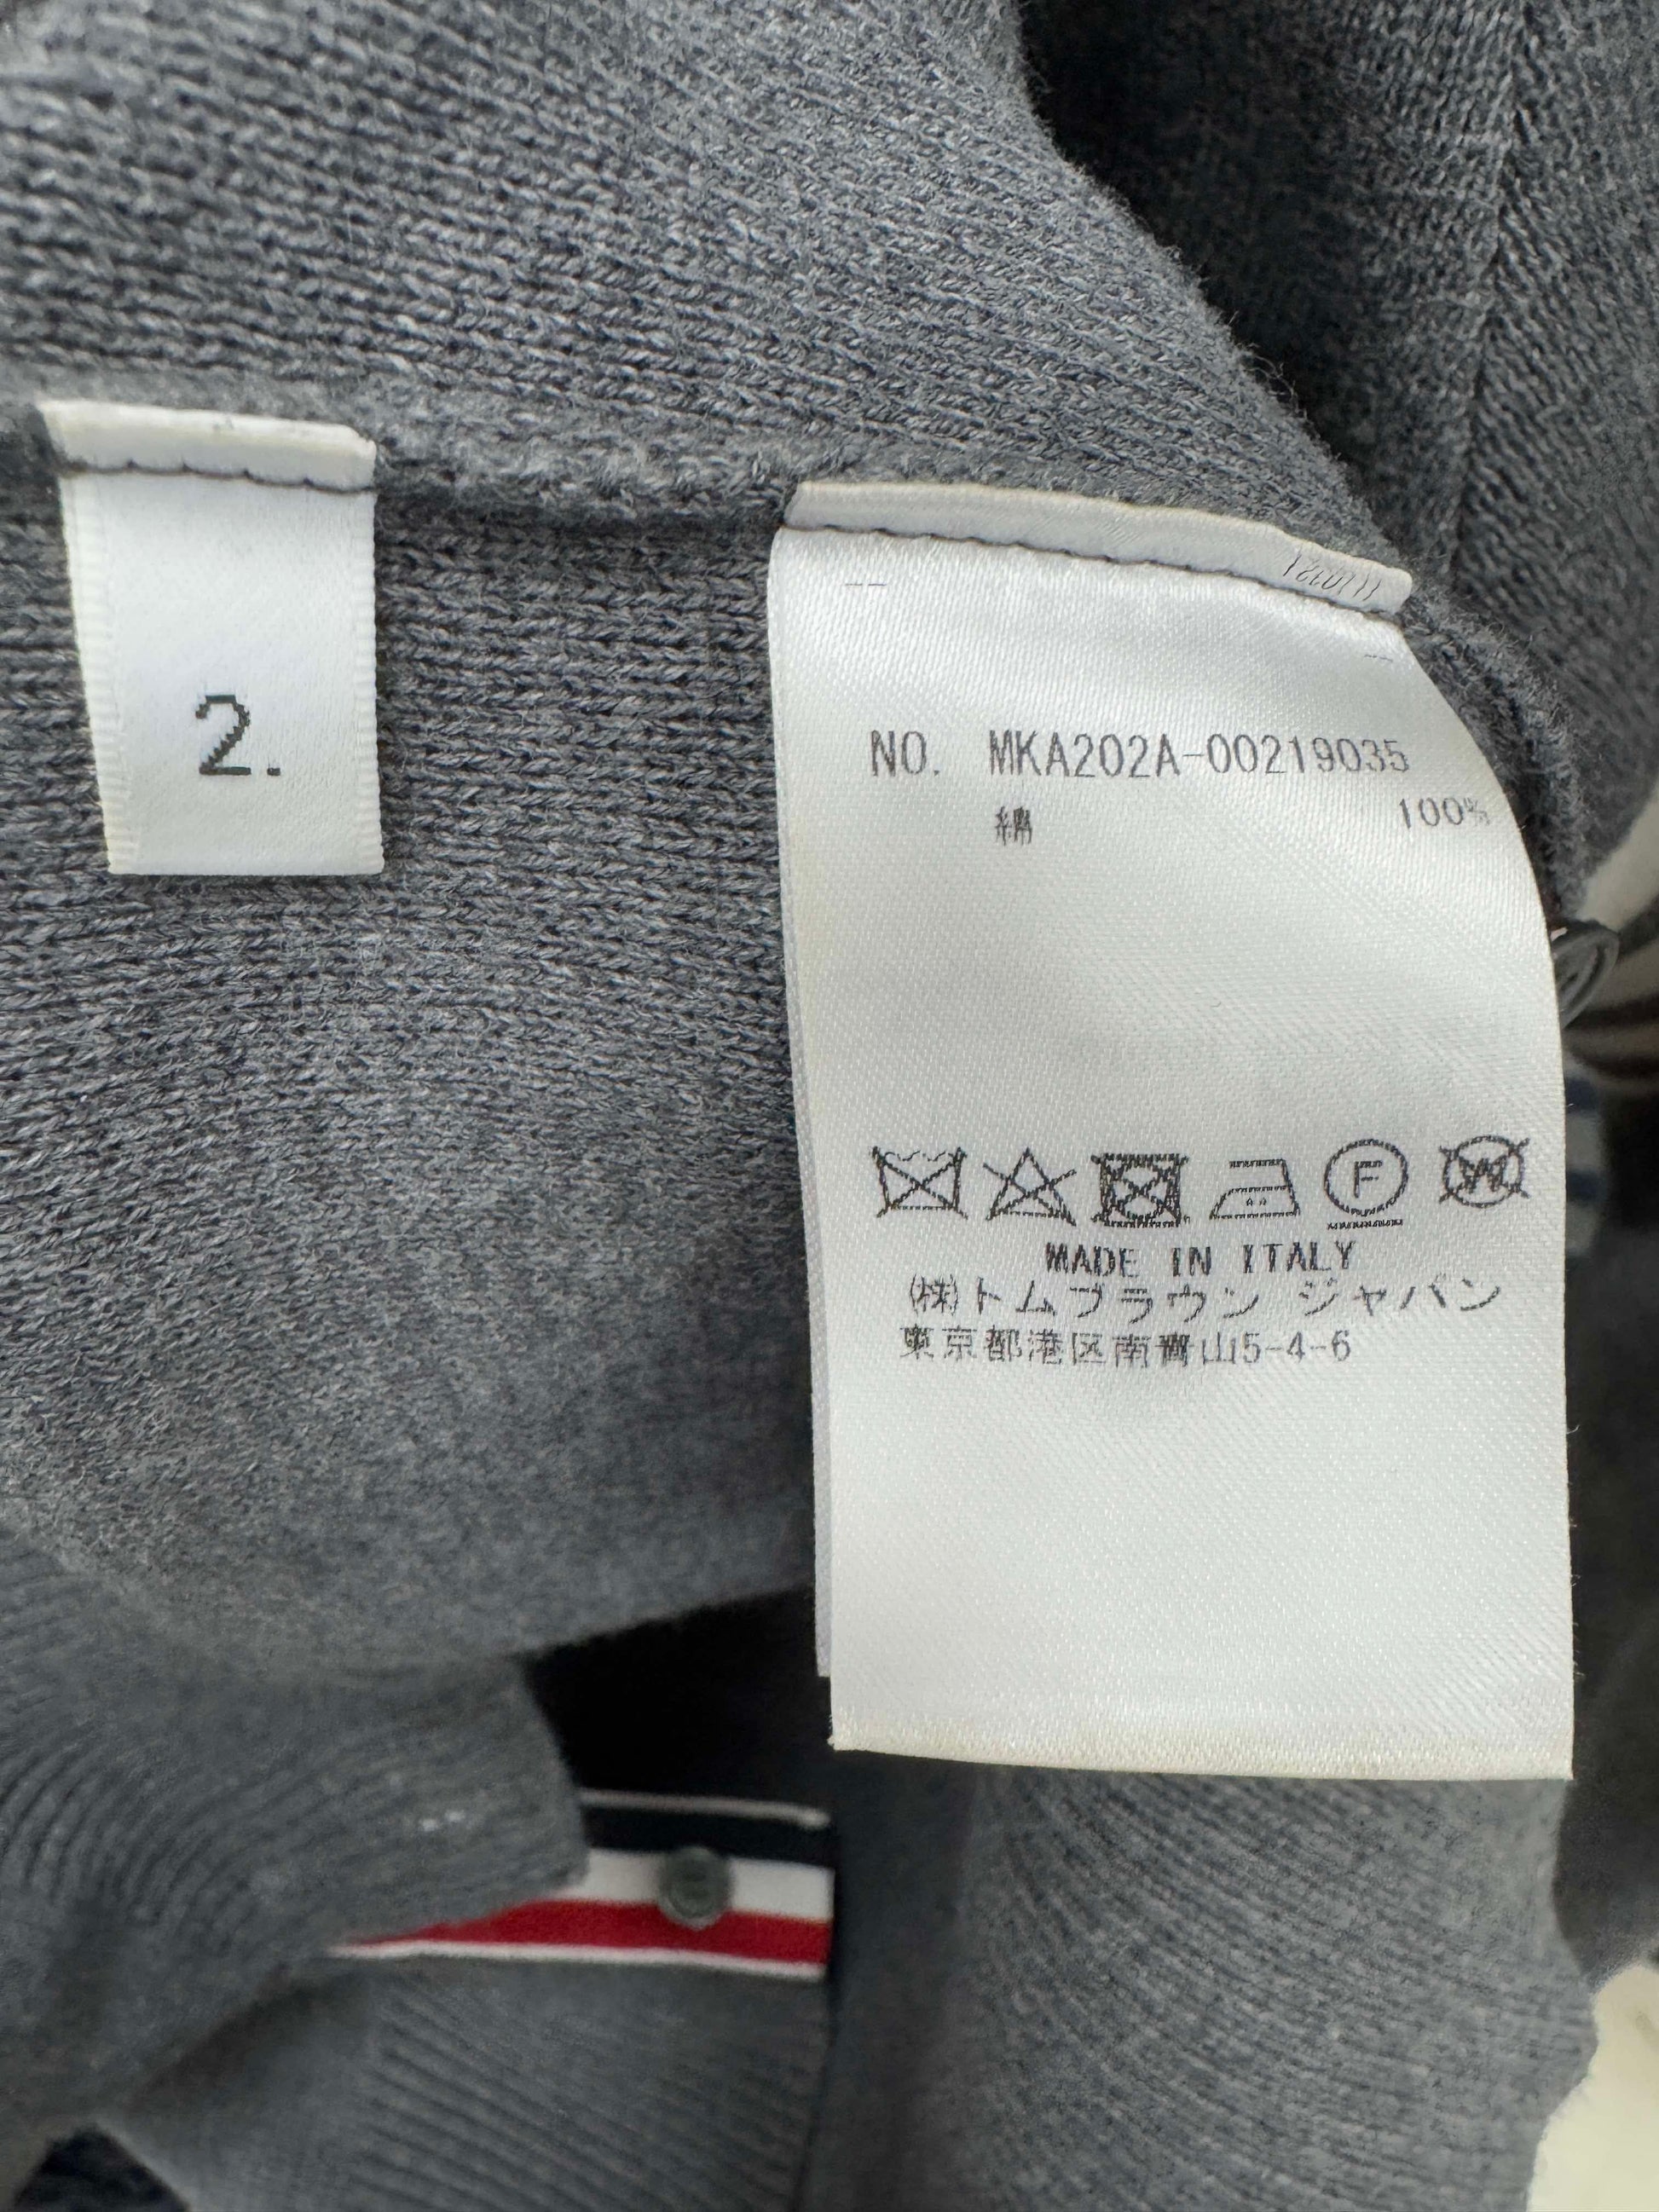 2.
NO. MKA202A-00219035
綿 100%
F
W
MADE IN ITALY
㈱トムブラウン ジャパン
東京都港区南青山5-4-6